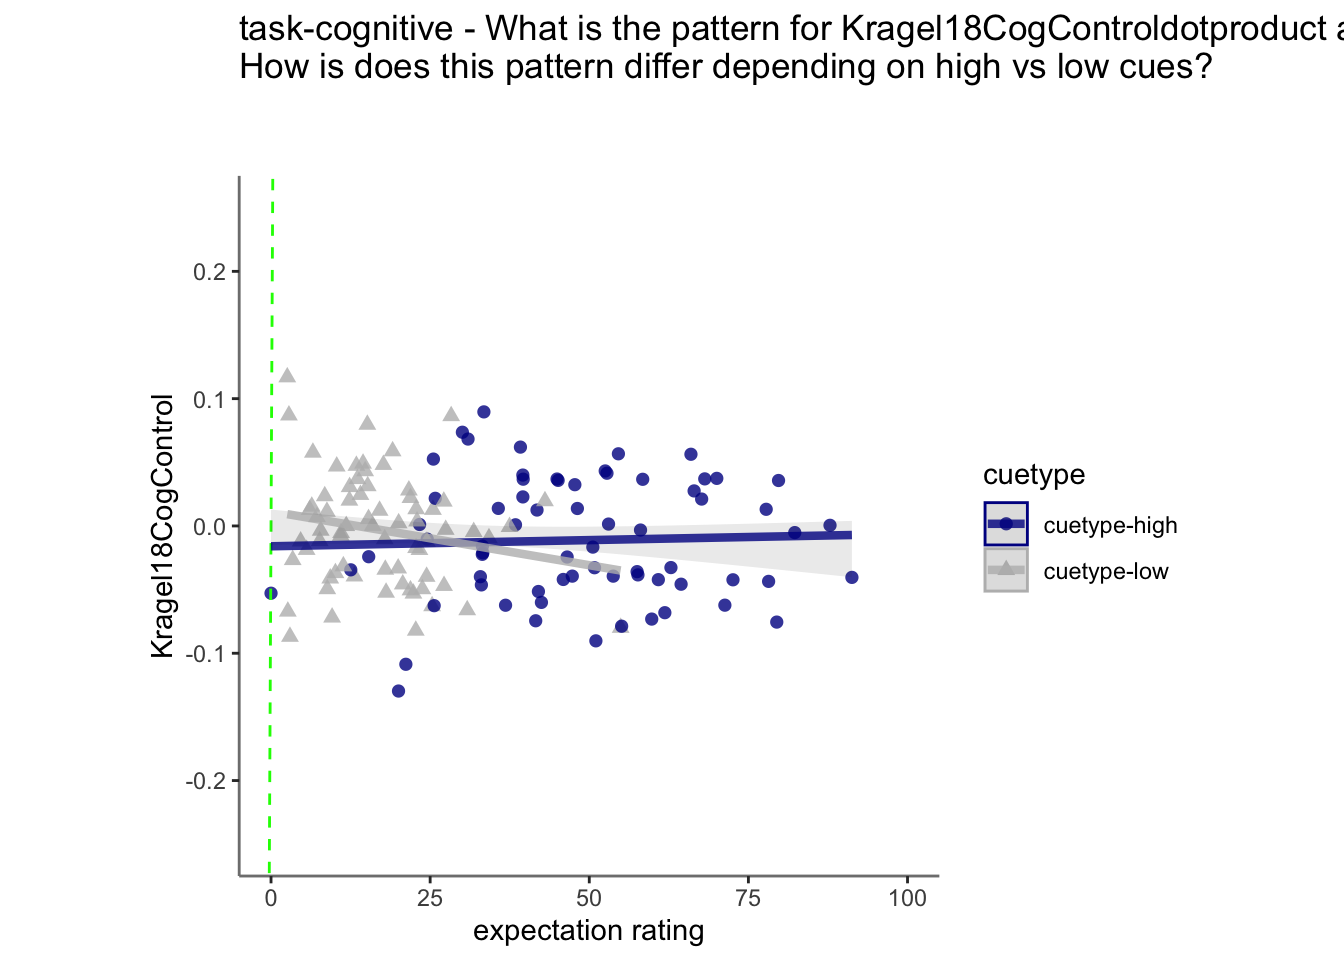 task-cognitive - What is the pattern for Kragel18CogControldotproduct
How is does this pattern differ depending on high vs low cues?
0.2
0.1
0.0
-0.1
-0.2
Kragel18CogControl
0
25
50
75
100
expectation rating
cuetype
cuetype-high
cuetype-low